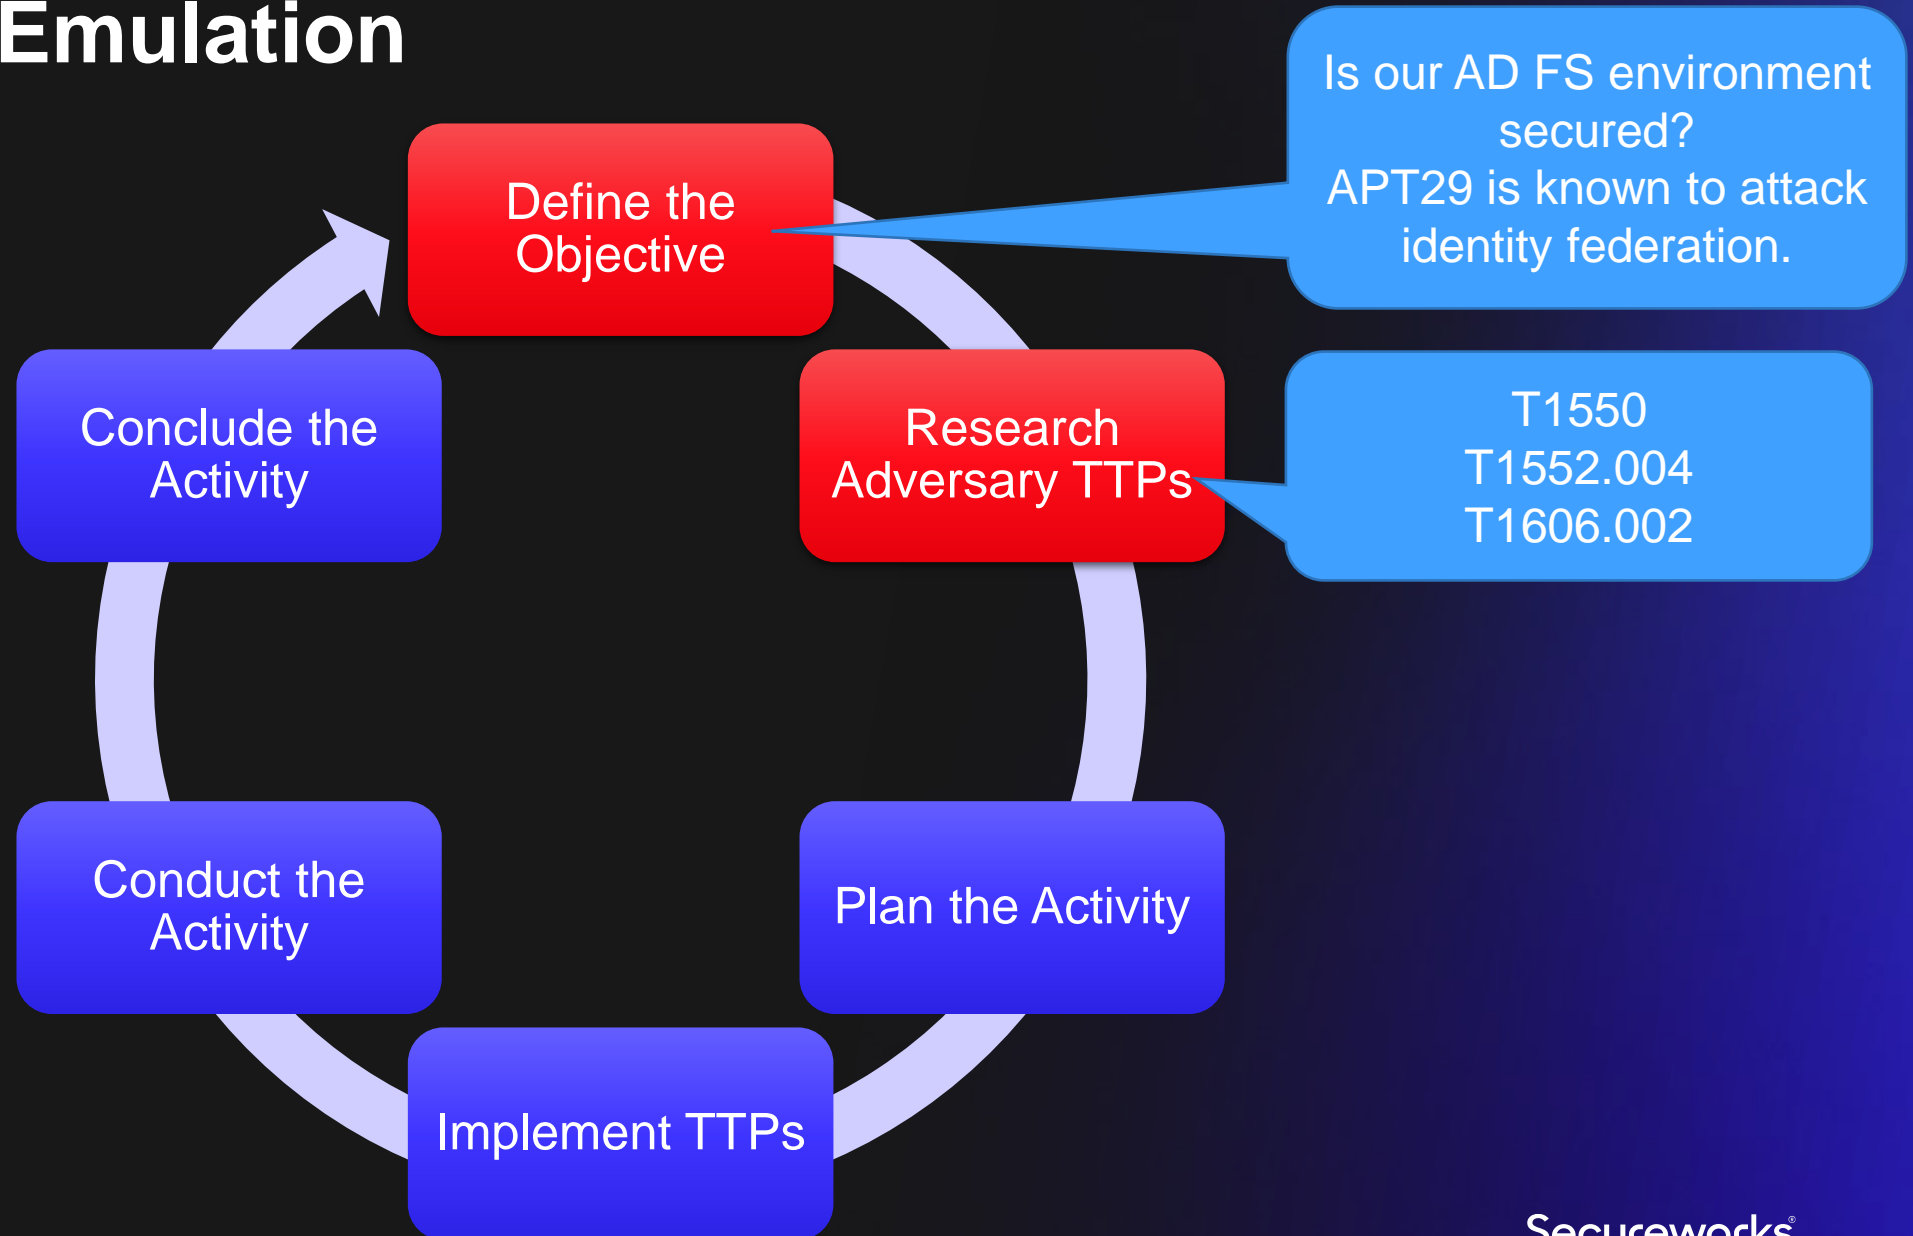 Emulation
Is our AD FS environment
secured?
APT29 is known to attack
identity federation.
Define the
Objective
Research
Adversary TTPs
T1550
T1552.004
T1606.002
Plan the Activity
Implement TTPs
Conduct the
Activity
Conclude the
Activity
Secureworks®